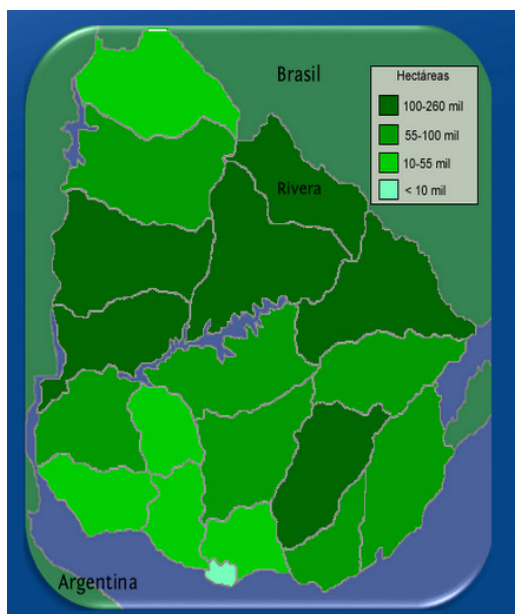 Brasil
Hectáreas
100-260 mil
55-100 mil
10-55 mil
< 10 mil
Rivera
Argentina